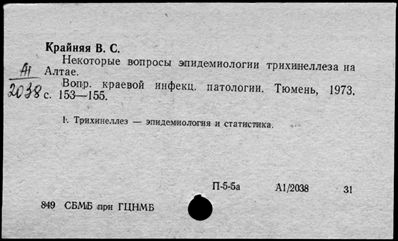 Крайняя В. С.
Некоторые вопросы эпидемиологии трихинеллеза на
Алтае.
Вопр. краевой инфекц. патологии. Тюмень, 1973.
с. 153—155.
А1
2038
1. Трихинеллез — эпидемиология и статистика.
П-5-5а А1/2038 31
849 СБМБ при ГЦНМБ